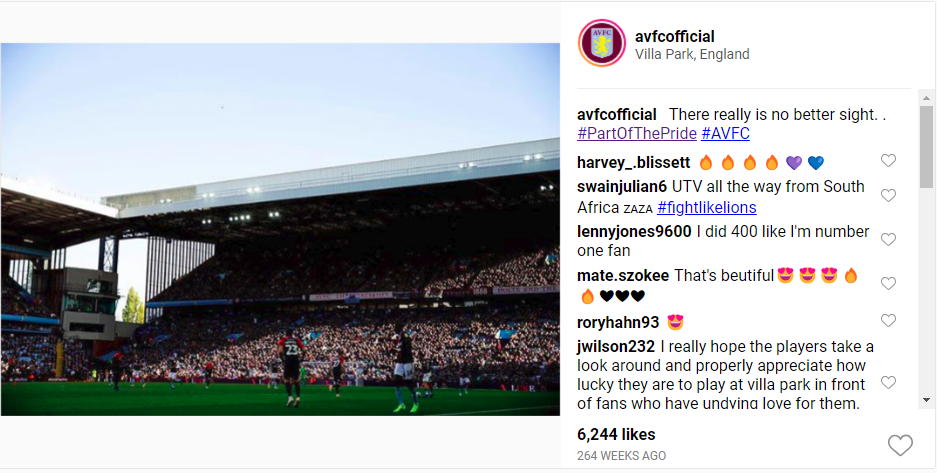 AVFC
avfcofficial
Villa Park, England
avfcofficial There really is no better sight. .
#PartOfThePride #AVFC
harvey_.blissett 🔥 🔥 🔥 🔥 💜 💙
swainjulian6 UTV all the way from South
Africa ZAZA #fightlikelions
lennyjones9600 I did 400 like I'm number
one fan
mate.szokee That's beutiful😍 😍 😍 🔥
🔥 🖤🖤🖤
roryhahn93 😍
jwilson232 I really hope the players take a
look around and properly appreciate how
lucky they are to play at villa park in front
of fans who have undying love for them.
6,244 likes
264 WEEKS AGO
23